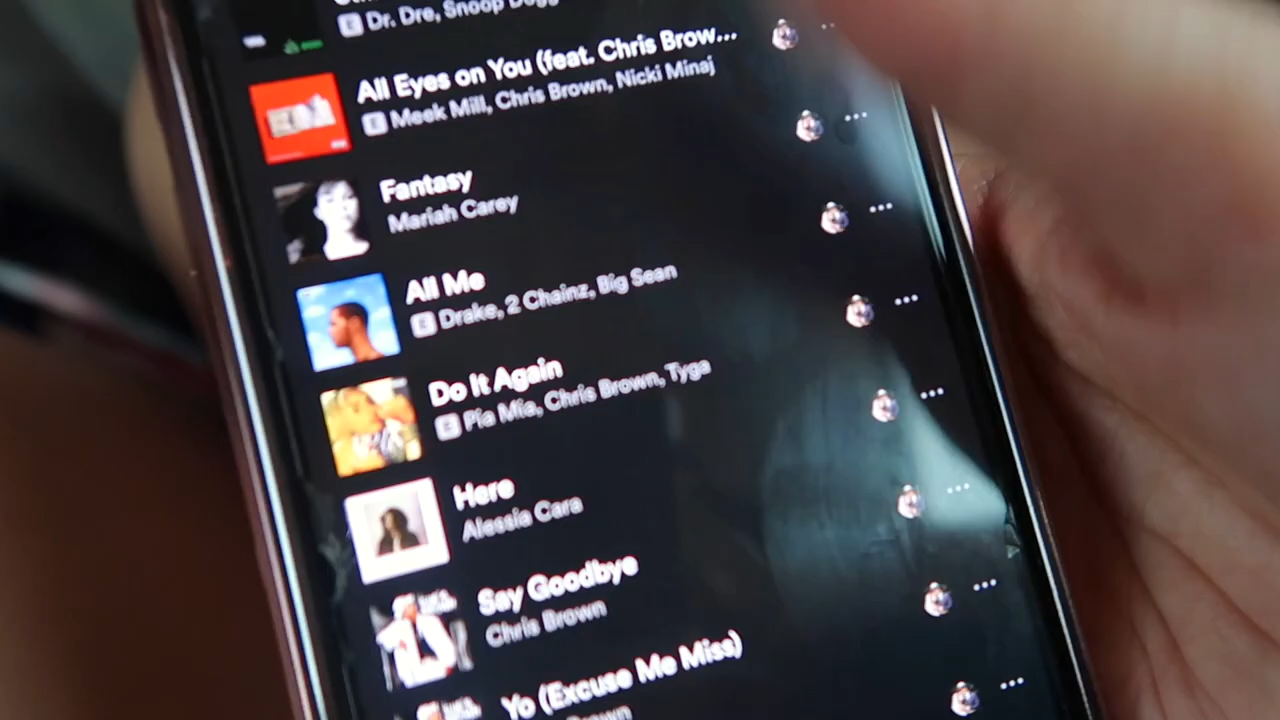 E Dr. Dre, Snoop Dogg
All Eyes on You (feat. Chris Brow...
E Meek Mill, Chris Brown, Nicki Minaj
Fantasy
Mariah Carey
All Me
E Drake, 2 Chainz, Big Sean
Do It Again
E Pia Mia, Chris Brown, Tyga
Here
Alessia Cara
Say Goodbye
Chris Brown
Yo (Excuse Me Miss)
Brown